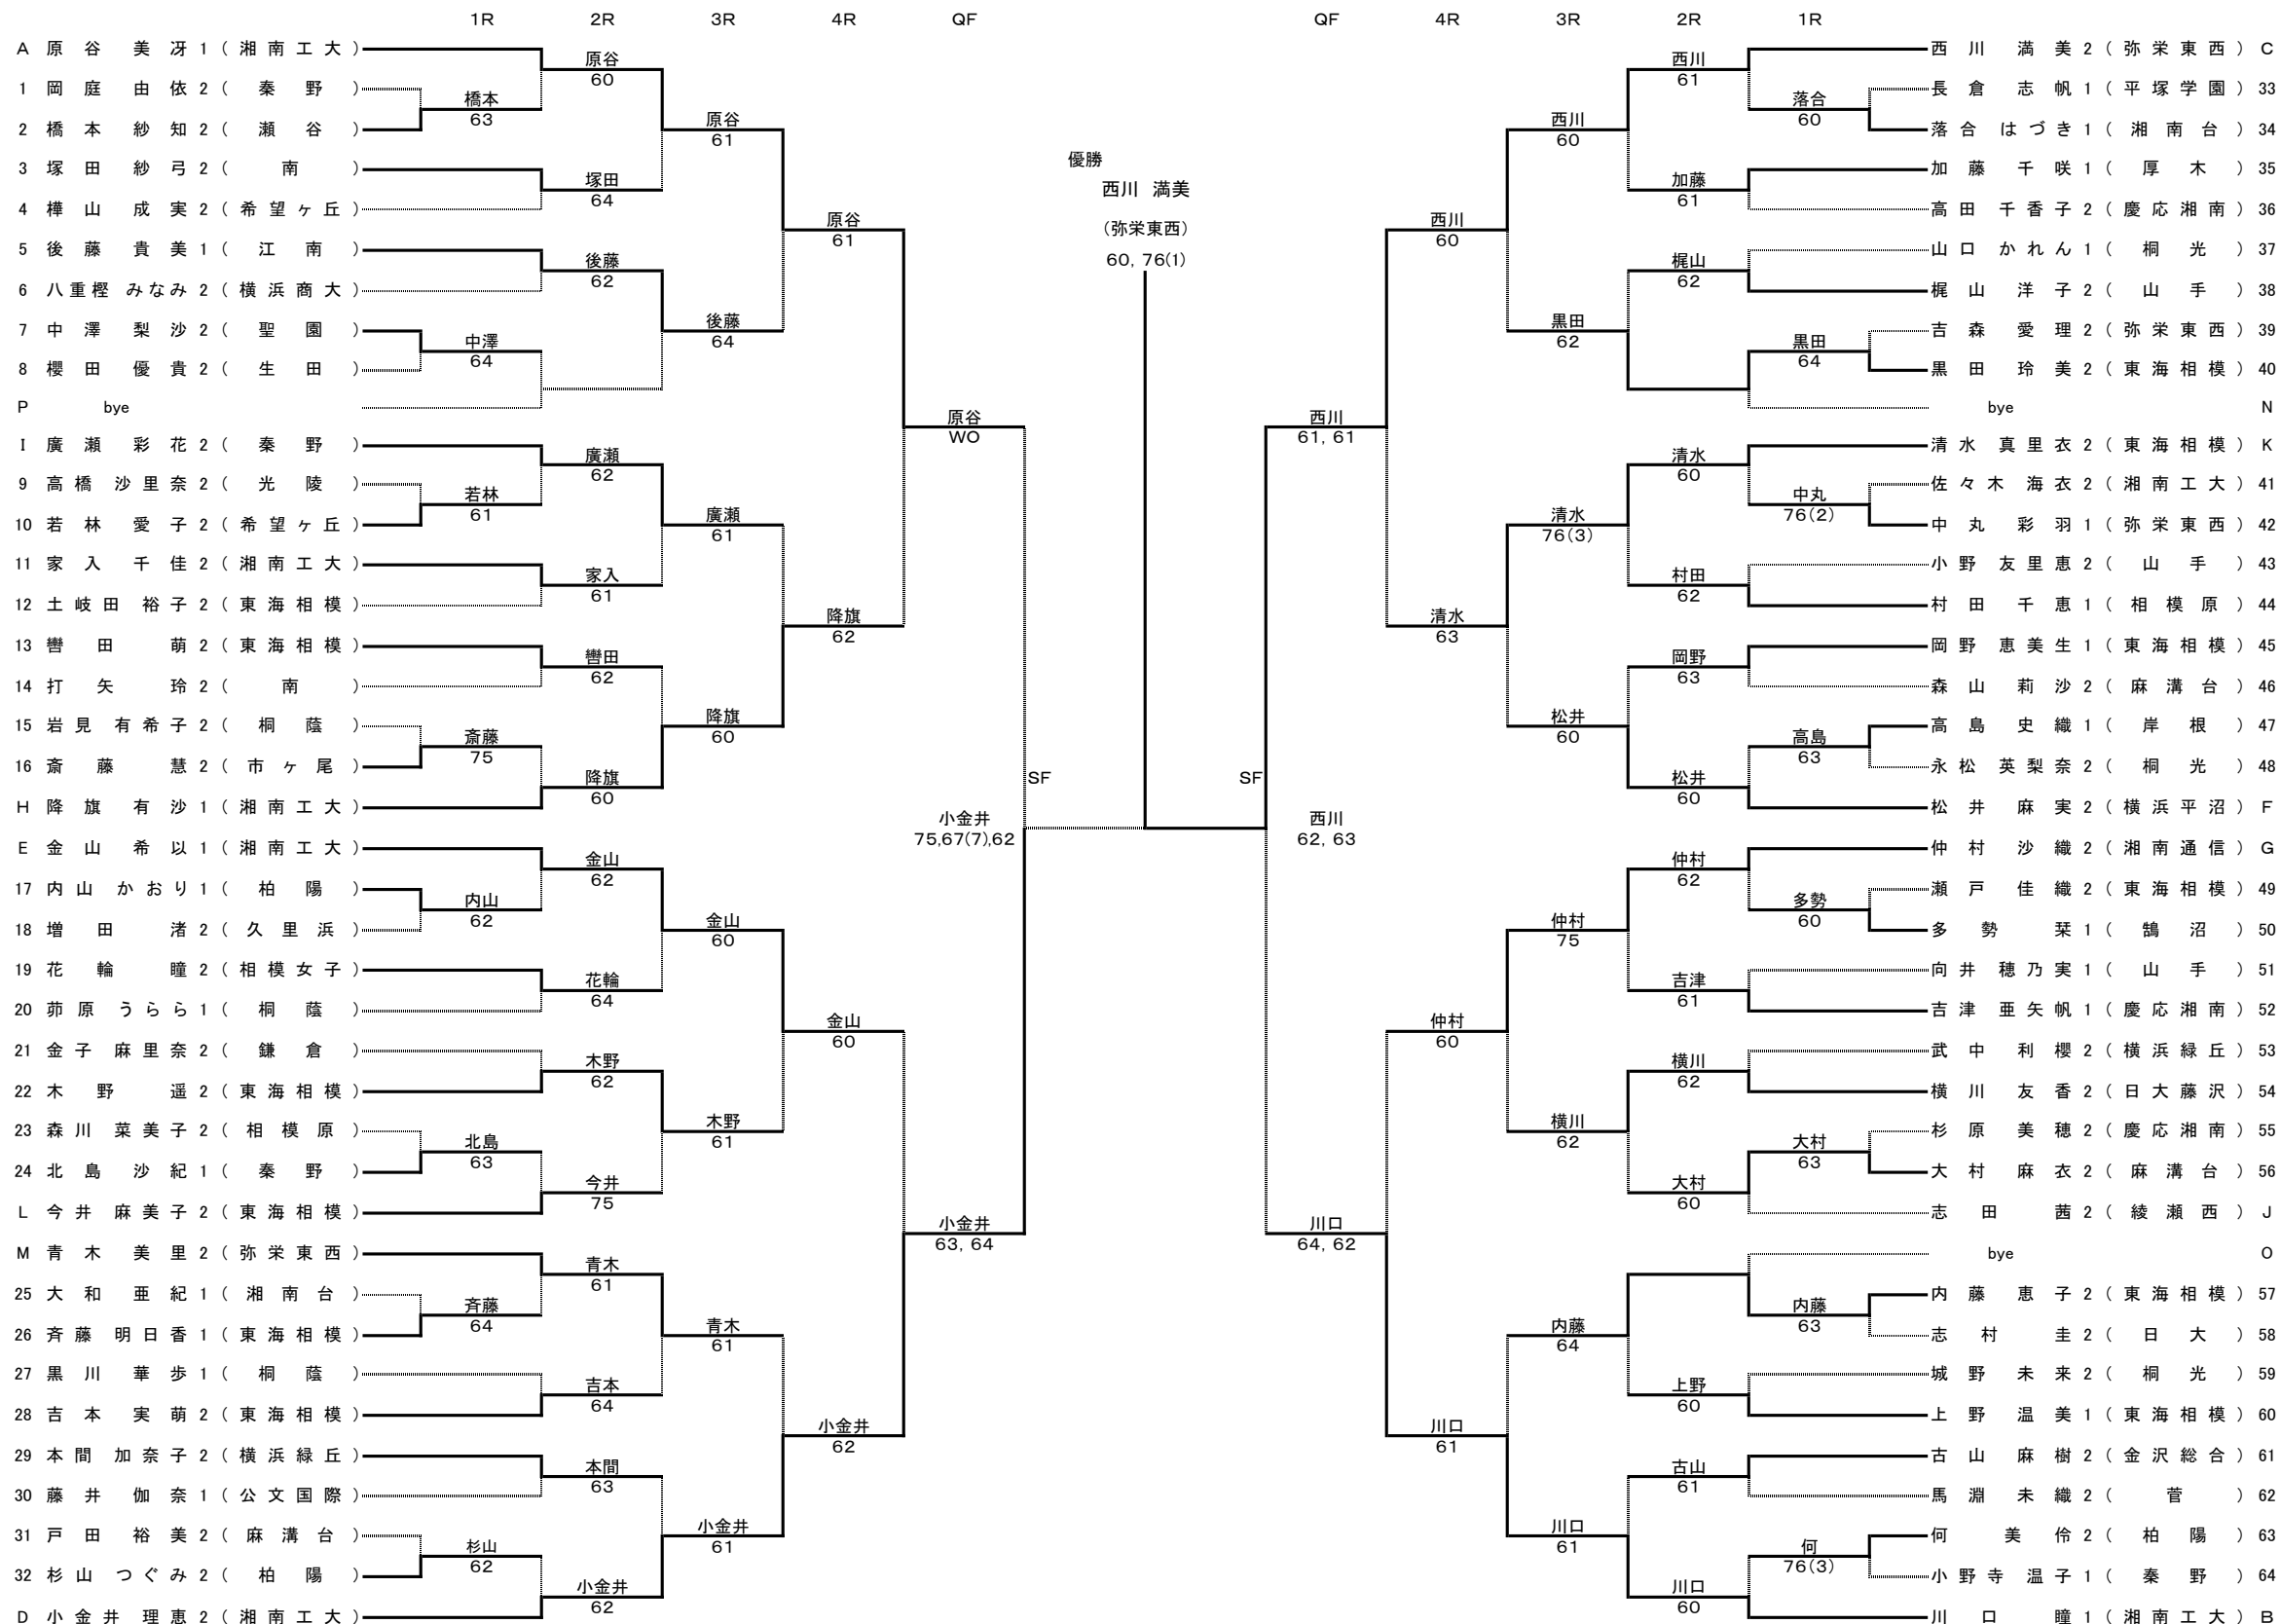 1R 2R 3R 4R QF QF 4R 3R 2R 1R
A 原谷 美冴 1 (湘南工大) 西川 満美 2 (弥栄東西) C
原谷 西川
60 61
1 岡庭 由依 2 (秦野) 長倉 志帆 1 (平塚学園) 33
橋本 落合
63 60
原谷 西川
61 60
2 橋本 紗知 2 (瀬谷) 落合 はづき 1 (湘南台) 34
優勝
3 塚田 紗弓 2 (南) 加藤 千咲 1 (厚木) 35
塚田 西川 満美 加藤
64 61
4 樺山 成実 2 (希望ヶ丘) 高田 千香子 2 (慶応湘南) 36
原谷 (弥栄東西) 西川
61 60
5 後藤 貴美 1 (江南) 山口 かれん 1 (桐光) 37
後藤 60, 76(1) 梶山
62 62
6 八重樫 みなみ 2 (横浜商大) 梶山 洋子 2 (山手) 38
後藤 黒田
64 62
7 中澤 梨沙 2 (聖園) 吉森 愛理 2 (弥栄東西) 39
中澤 黒田
64 64
8 櫻田 優貴 2 (生田) 黒田 玲美 2 (東海相模) 40
P bye bye N
原谷 西川
WO 61, 61
I 廣瀬 彩花 2 (秦野) 清水 真里衣 2 (東海相模) K
廣瀬 清水
62 60
9 高橋 沙里奈 2 (光陵) 佐々木 海衣 2 (湘南工大) 41
若林 中丸
61 76(2)
廣瀬 清水
61 76(3)
10 若林 愛子 2 (希望ヶ丘) 中丸 彩羽 1 (弥栄東西) 42
11 家入 千佳 2 (湘南工大) 小野 友里恵 2 (山手) 43
家入 村田
61 62
12 土岐田 裕子 2 (東海相模) 村田 千恵 1 (相模原) 44
降旗 清水
62 63
13 轡田 萌 2 (東海相模) 岡野 恵美生 1 (東海相模) 45
轡田 岡野
62 63
14 打矢 玲 2 (南) 森山 莉沙 2 (麻溝台) 46
降旗 松井
60 60
15 岩見 有希子 2 (桐蔭) 高島 史織 1 (岸根) 47
斎藤 高島
75 63
16 斎藤 慧 2 (市ヶ尾) 永松 英梨奈 2 (桐光) 48
降旗 SF SF 松井
60 60
H 降旗 有沙 1 (湘南工大) 松井 麻実 2 (横浜平沼) F
小金井 西川
75,67(7),62 62, 63
E 金山 希以 1 (湘南工大) 仲村 沙織 2 (湘南通信) G
金山 仲村
62 62
17 内山 かおり 1 (柏陽) 瀬戸 佳織 2 (東海相模) 49
内山 多勢
62 60
金山 仲村
60 75
18 増田 渚 2 (久里浜) 多勢 栞 1 (鵠沼) 50
19 花輪 瞳 2 (相模女子) 向井 穂乃実 1 (山手) 51
花輪 吉津
64 61
20 茆原 うらら 1 (桐蔭) 吉津 亜矢帆 1 (慶応湘南) 52
金山 仲村
60 60
21 金子 麻里奈 2 (鎌倉) 武中 利櫻 2 (横浜緑丘) 53
木野 横川
62 62
22 木野 遥 2 (東海相模) 横川 友香 2 (日大藤沢) 54
木野 横川
61 62
23 森川 菜美子 2 (相模原) 杉原 美穂 2 (慶応湘南) 55
北島 大村
63 63
24 北島 沙紀 1 (秦野) 大村 麻衣 2 (麻溝台) 56
今井 大村
75 60
L 今井 麻美子 2 (東海相模) 志田 茜 2 (綾瀬西) J
小金井 川口
63, 64 64, 62
M 青木 美里 2 (弥栄東西) bye O
青木
61
25 大和 亜紀 1 (湘南台) 内藤 恵子 2 (東海相模) 57
斉藤 内藤
64 63
青木 内藤
61 64
26 斉藤 明日香 1 (東海相模) 志村 圭 2 (日大) 58
27 黒川 華歩 1 (桐蔭) 城野 未来 2 (桐光) 59
吉本 上野
64 60
28 吉本 実萌 2 (東海相模) 上野 温美 1 (東海相模) 60
小金井 川口
62 61
29 本間 加奈子 2 (横浜緑丘) 古山 麻樹 2 (金沢総合) 61
本間 古山
63 61
30 藤井 伽奈 1 (公文国際) 馬淵 未織 2 (菅) 62
小金井 川口
61 61
31 戸田 裕美 2 (麻溝台) 何 美伶 2 (柏陽) 63
杉山 何
62 76(3)
32 杉山 つぐみ 2 (柏陽) 小野寺 温子 1 (秦野) 64
小金井 川口
62 60
D 小金井 理恵 2 (湘南工大) 川口 瞳 1 (湘南工大) B